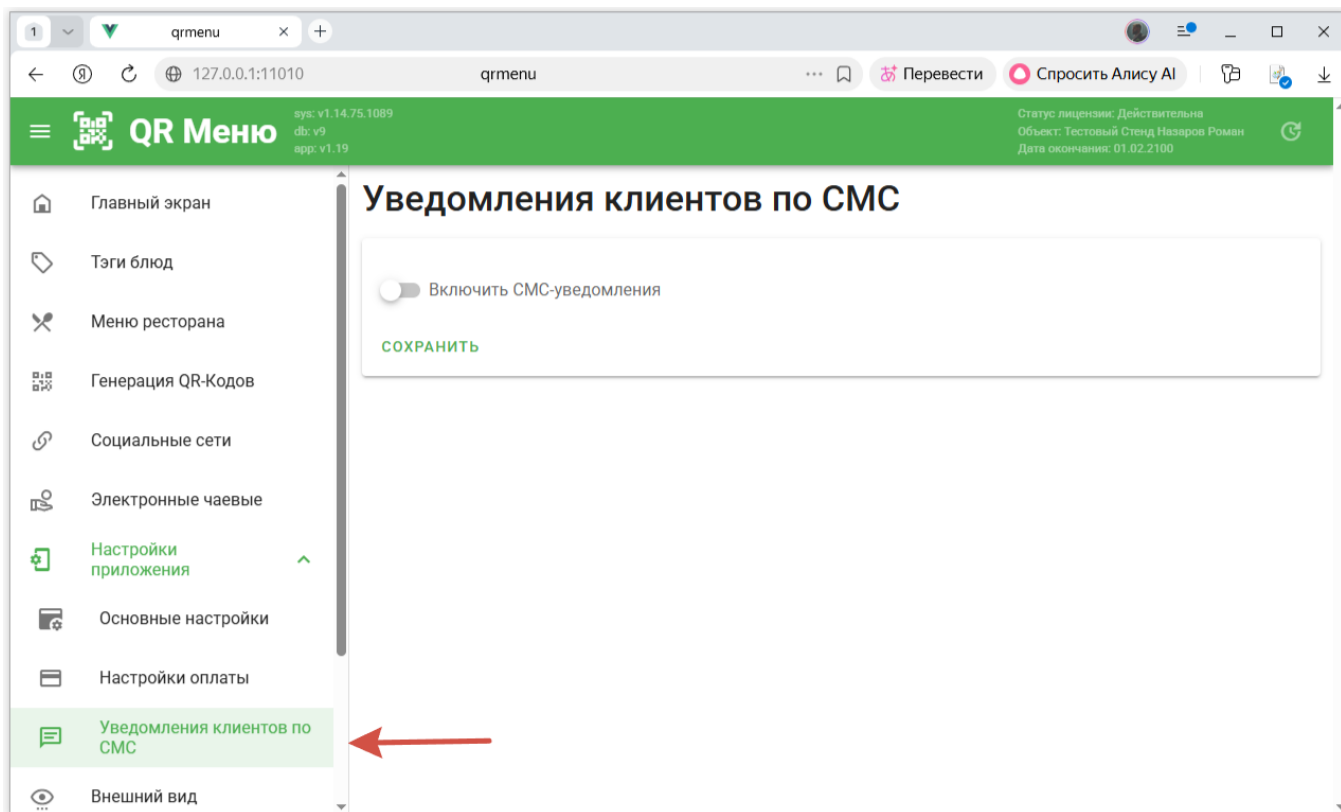 1 qrmenu
127.0.0.1:11010 qrmenu ... Перевести Спросить Алису AI
QR Меню
sys: v1.14.75.1089
db: v9
app: v1.19
Статус лицензии: Действительна
Объект: Тестовый Стенд Назаров Роман
Дата окончания: 01.02.2100
Главный экран
Тэги блюд
Меню ресторана
Генерация QR-Кодов
Социальные сети
Электронные чаевые
Настройки
приложения
Основные настройки
Настройки оплаты
Уведомления клиентов по
СМС
Внешний вид
Уведомления клиентов по СМС
Включить СМС-уведомления
СОХРАНИТЬ